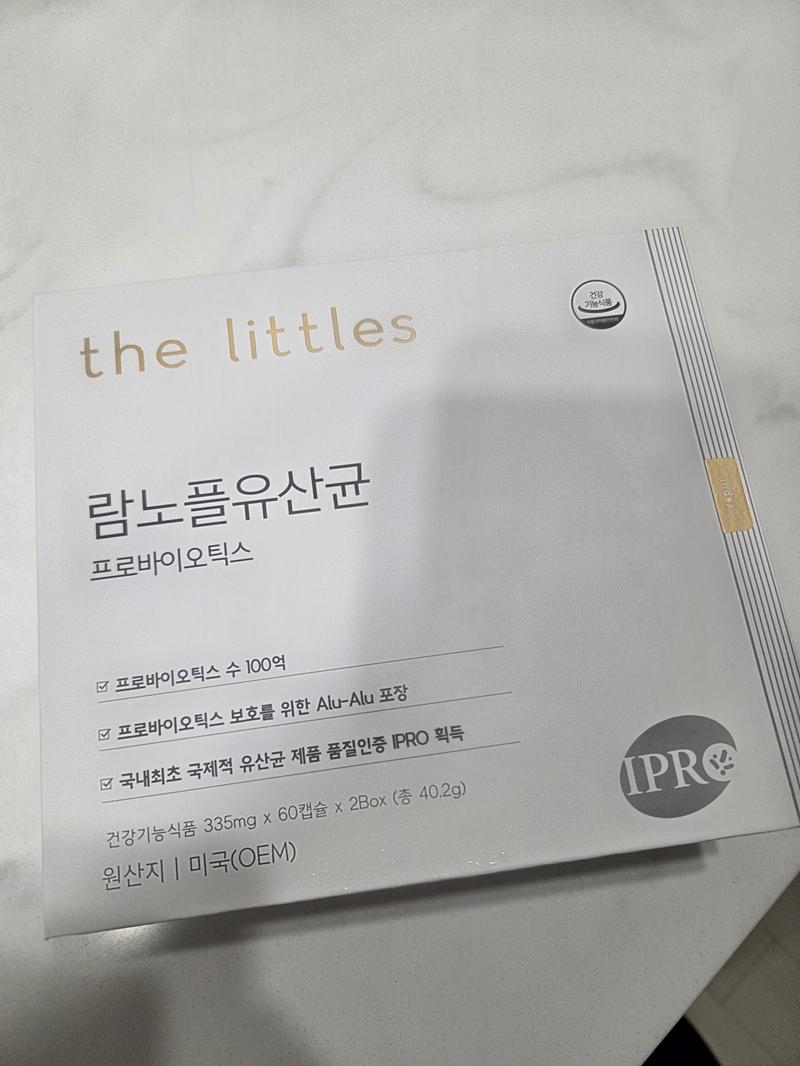 the littles
건강
기능식품
람노플유산균
프로바이오틱스
index
☑ 프로바이오틱스 수 100억
☑ 프로바이오틱스 보호를 위한 Alu-Alu 포장
☑ 국내최초 국제적 유산균 제품 품질인증 IPRO 획득
IPRO
건강기능식품 335mg x 60캡슐 x 2Box (총 40.2g)
원산지 | 미국(OEM)